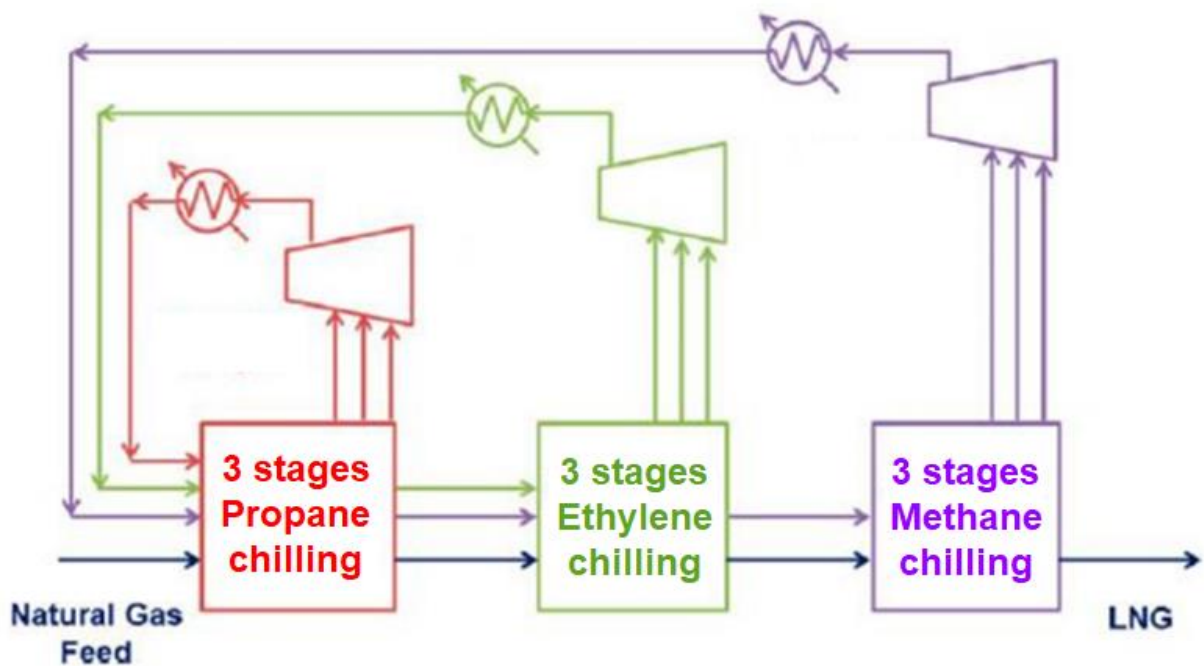 3 stages
Propane
chilling
3 stages
Ethylene
chilling
3 stages
Methane
chilling
Natural Gas
Feed
LNG